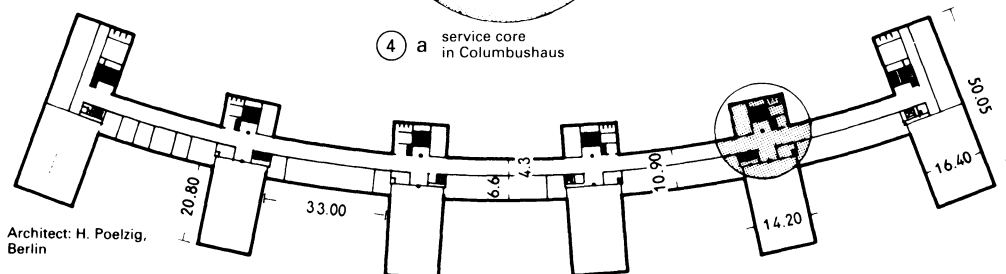 4 a service core
in Columbushaus
50.05
16.40
4.3
6.6
10.90
20.80
33.00
14.20
Architect: H. Poelzig,
Berlin